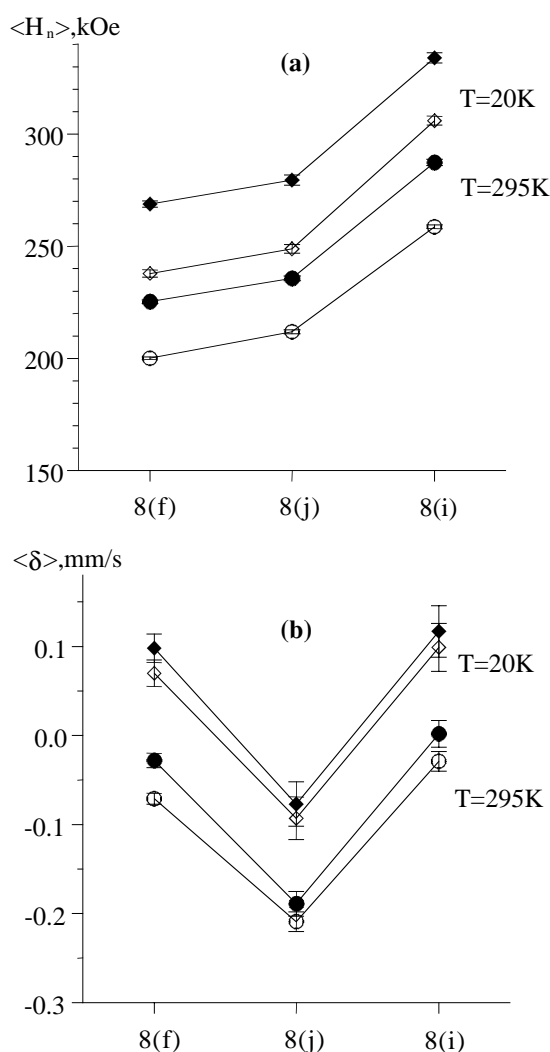 <Hn>,kOe
(a)
T=20K
300
T=295K
250
200
150
8(f) 8(j) 8(i)
<δ>,mm/s
(b)
0.1
T=20K
0.0
T=295K
-0.1
-0.2
-0.3
8(f) 8(j) 8(i)